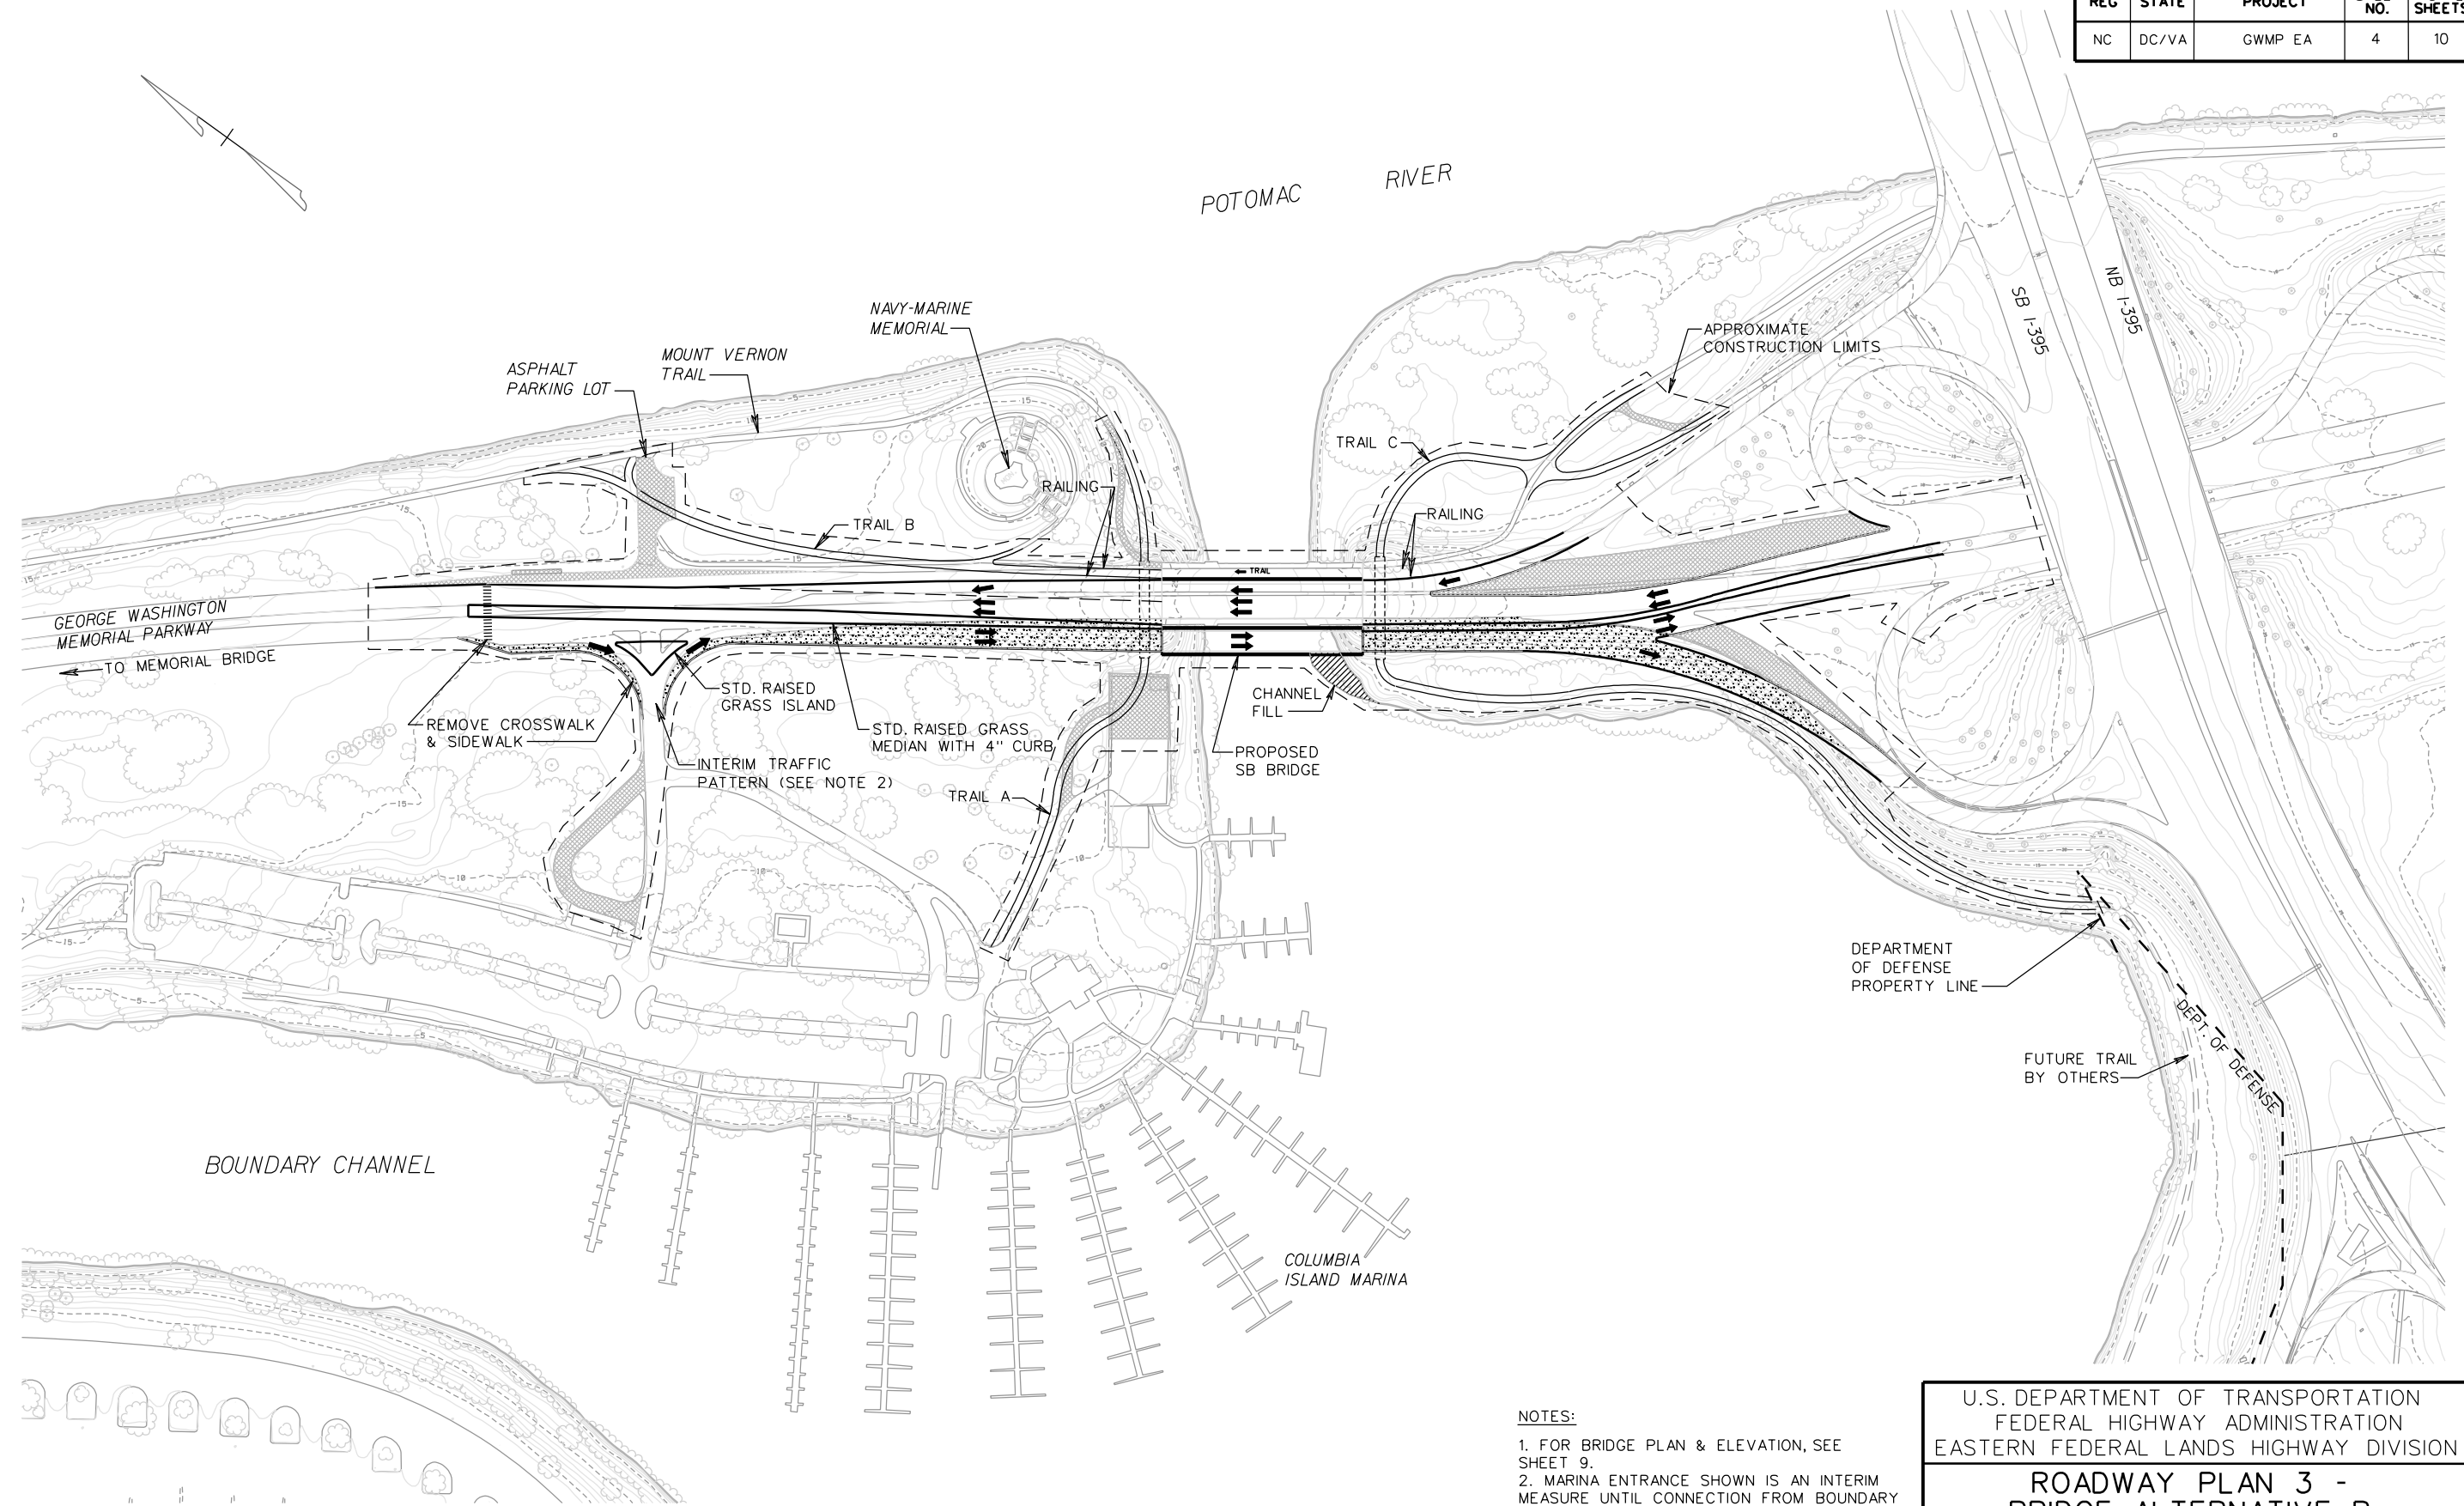 REG STATE PROJECT NO. SHEETS
NC DC/VA GWMP EA 4 10
POTOMAC RIVER
NB I-395
SB I-395
NAVY-MARINE
MEMORIAL
MOUNT VERNON
TRAIL
ASPHALT
PARKING LOT
APPROXIMATE
CONSTRUCTION LIMITS
TRAIL C
RAILING
RAILING
TRAIL B
TRAIL
GEORGE WASHINGTON
MEMORIAL PARKWAY
TO MEMORIAL BRIDGE
STD. RAISED
GRASS ISLAND
REMOVE CROSSWALK
& SIDEWALK
STD. RAISED GRASS
MEDIAN WITH 4" CURB
INTERIM TRAFFIC
PATTERN (SEE NOTE 2)
TRAIL A
CHANNEL
FILL
PROPOSED
SB BRIDGE
DEPARTMENT
OF DEFENSE
PROPERTY LINE
DEPT. OF DEFENSE
FUTURE TRAIL
BY OTHERS
BOUNDARY CHANNEL
COLUMBIA
ISLAND MARINA
NOTES:
1. FOR BRIDGE PLAN & ELEVATION, SEE
SHEET 9.
2. MARINA ENTRANCE SHOWN IS AN INTERIM
MEASURE UNTIL CONNECTION FROM BOUNDARY
U.S. DEPARTMENT OF TRANSPORTATION
FEDERAL HIGHWAY ADMINISTRATION
EASTERN FEDERAL LANDS HIGHWAY DIVISION
ROADWAY PLAN 3 -
BRIDGE ALTERNATIVE B